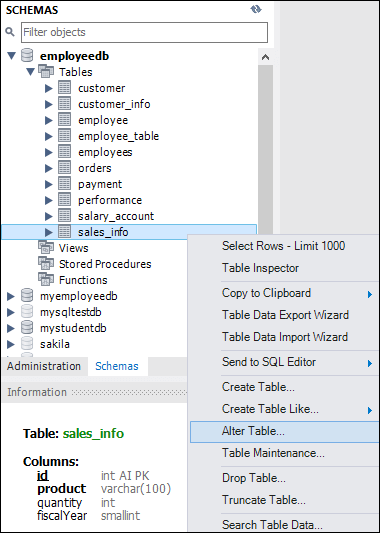 SCHEMAS
Filter objects
employeedb
Tables
customer
customer_info
employee
employee_table
employees
orders
payment
performance
salary_account
sales_info
Views
Stored Procedures
Functions
myemployeedb
mysqltestdb
mystudentdb
sakila
Administration Schemas
Information
Table: sales_info
Columns:
id int AI PK
product varchar(100)
quantity int
fiscalYear smallint
Select Rows - Limit 1000
Table Inspector
Copy to Clipboard
Table Data Export Wizard
Table Data Import Wizard
Send to SQL Editor
Create Table...
Create Table Like...
Alter Table...
Table Maintenance...
Drop Table...
Truncate Table...
Search Table Data...